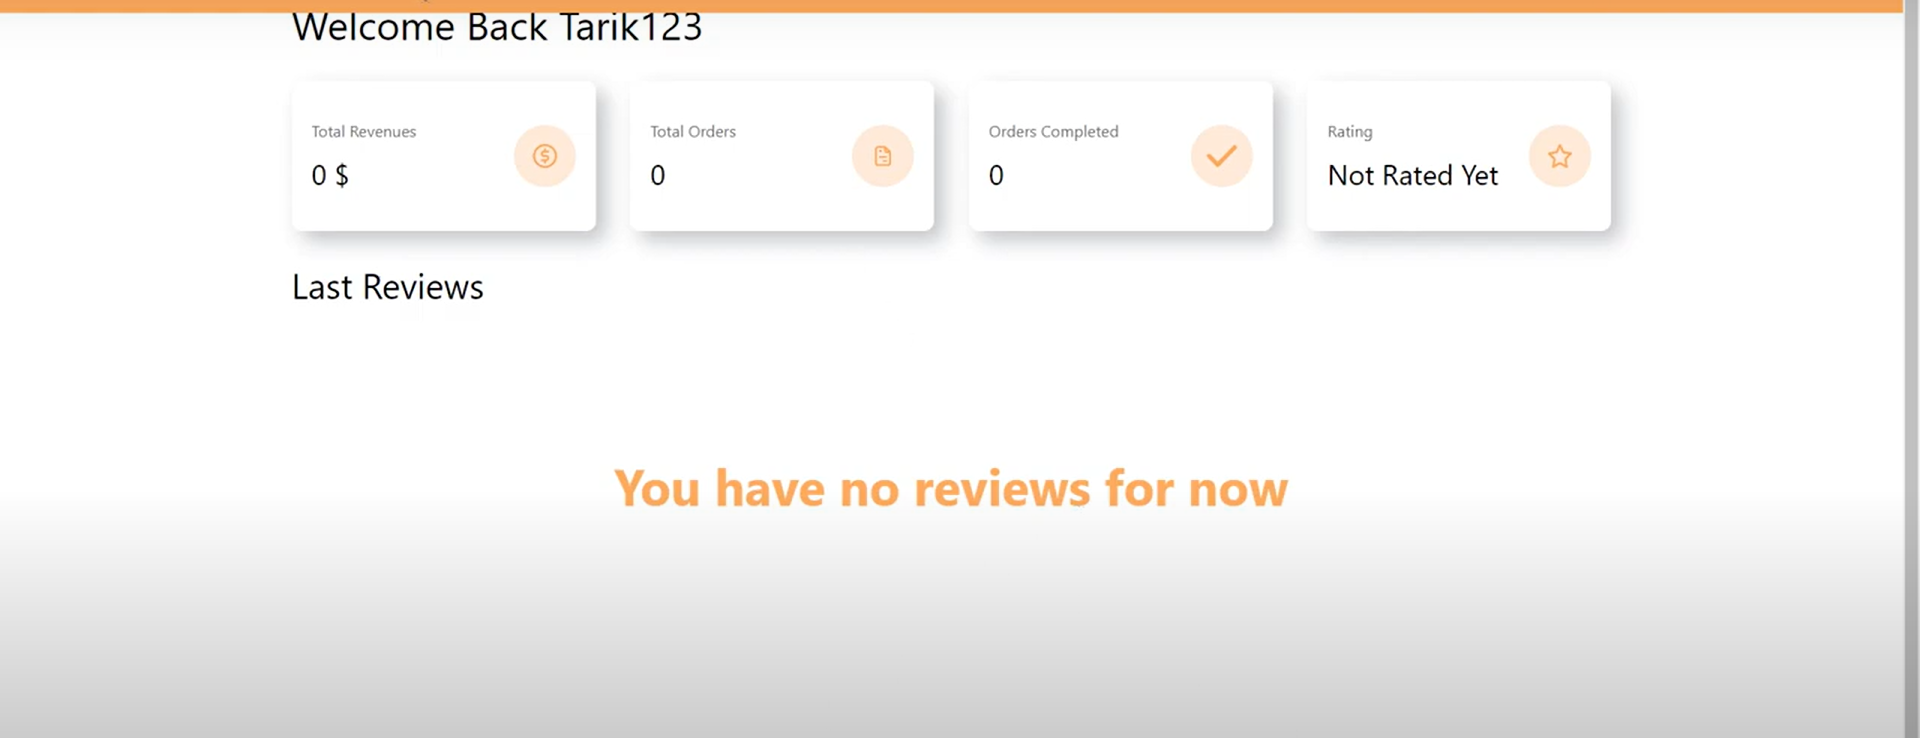 Welcome Back Tarik123
Total Revenues
0 $
Total Orders
0
Orders Completed
0
Rating
Not Rated Yet
Last Reviews
You have no reviews for now